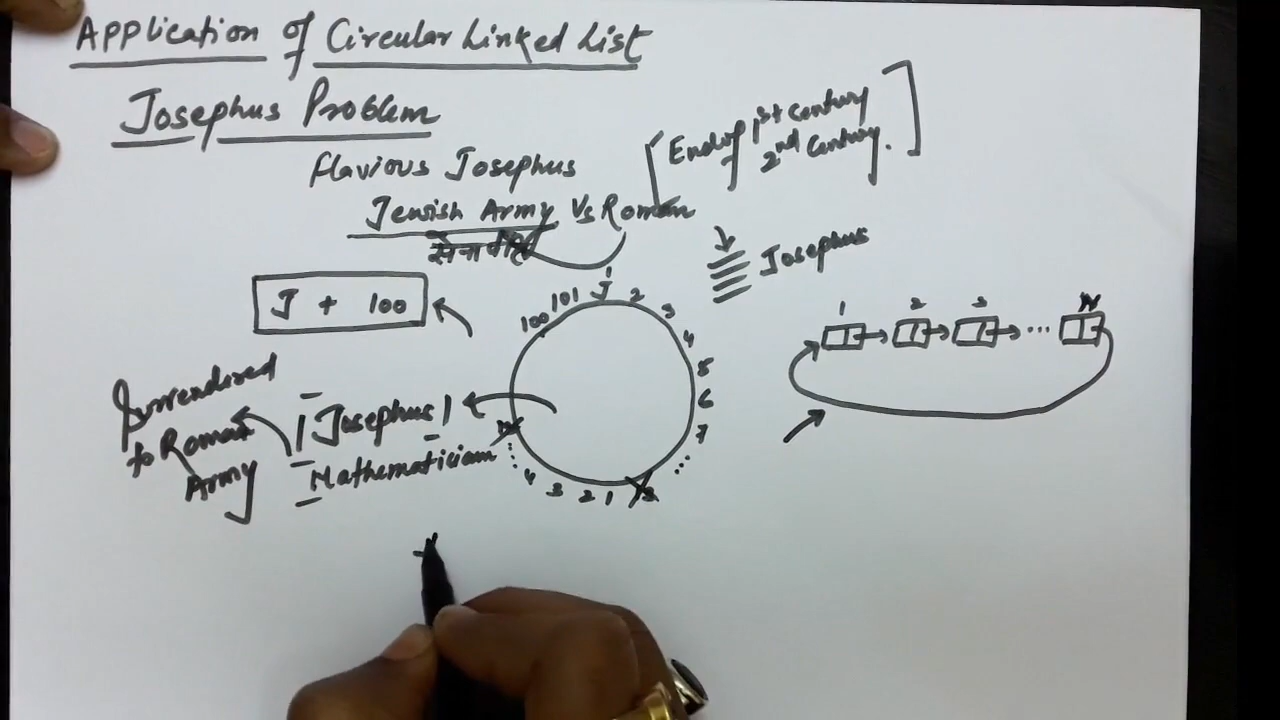 Application of Circular Linked List
Josephus Problem
flavious Josephus
End of 1st century
2nd century.
Jewish Army Vs Roman
Josephus
J + 100
100 101 J 2 3 4 5 6 7 ...
1
1 2 3 4 ...
1 2 3 ... N
Surrendered
to Roman
Army
Josephus
Mathematician